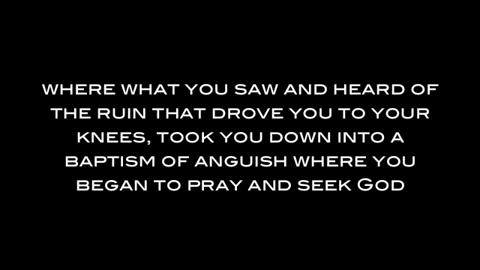 WHERE WHAT YOU SAW AND HEARD OF
THE RUIN THAT DROVE YOU TO YOUR
KNEES, TOOK YOU DOWN INTO A
BAPTISM OF ANGUISH WHERE YOU
BEGAN TO PRAY AND SEEK GOD